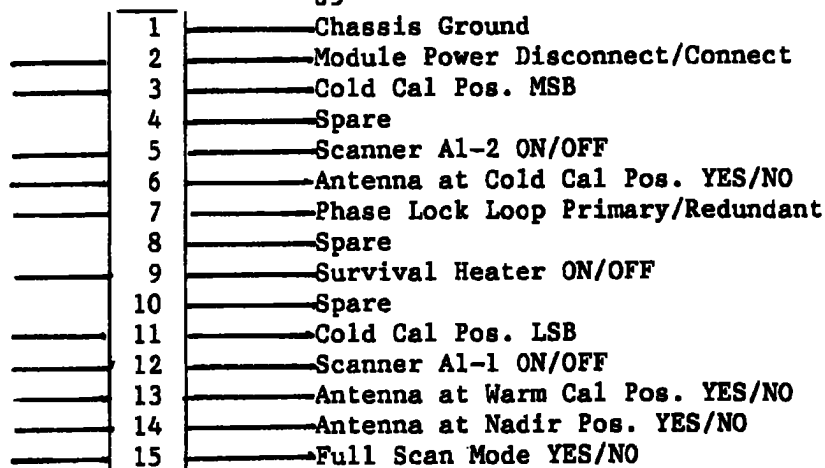 1 Chassis Ground
2 Module Power Disconnect/Connect
3 Cold Cal Pos. MSB
4 Spare
5 Scanner A1-2 ON/OFF
6 Antenna at Cold Cal Pos. YES/NO
7 Phase Lock Loop Primary/Redundant
8 Spare
9 Survival Heater ON/OFF
10 Spare
11 Cold Cal Pos. LSB
12 Scanner A1-1 ON/OFF
13 Antenna at Warm Cal Pos. YES/NO
14 Antenna at Nadir Pos. YES/NO
15 Full Scan Mode YES/NO